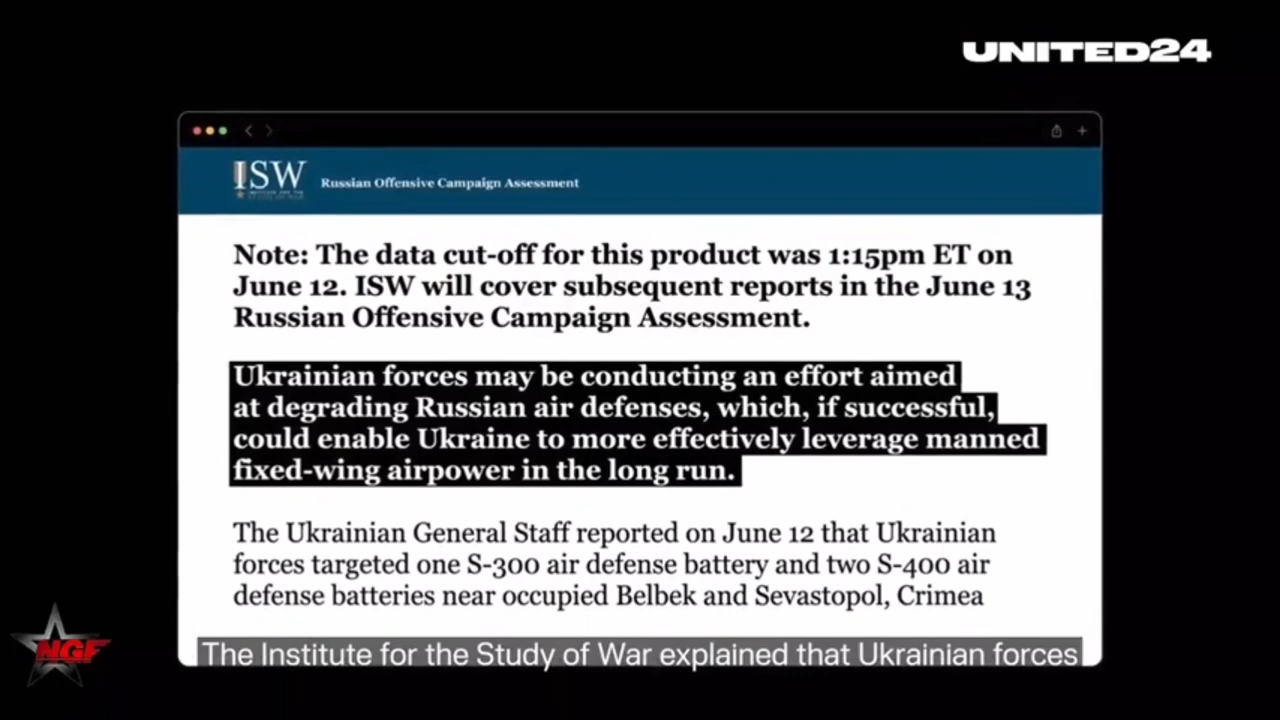 UNITED24
ISW
Russian Offensive Campaign Assessment
Note: The data cut-off for this product was 1:15pm ET on
June 12. ISW will cover subsequent reports in the June 13
Russian Offensive Campaign Assessment.
Ukrainian forces may be conducting an effort aimed
at degrading Russian air defenses, which, if successful,
could enable Ukraine to more effectively leverage manned
fixed-wing airpower in the long run.
The Ukrainian General Staff reported on June 12 that Ukrainian
forces targeted one S-300 air defense battery and two S-400 air
defense batteries near occupied Belbek and Sevastopol, Crimea
The Institute for the Study of War explained that Ukrainian forces
NGF